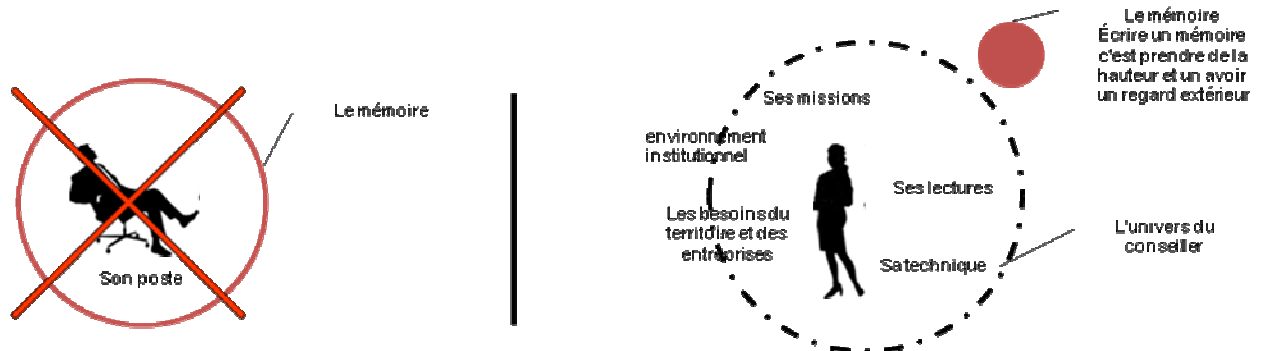 Le mémoire
Son poste
Le mémoire
Écrire un mémoire
c'est prendre de la
hauteur et un avoir
un regard extérieur
Ses missions
environnement
institutionnel
Ses lectures
Les besoins du
territoire et des
entreprises
Sa technique
L'univers du
conseiller